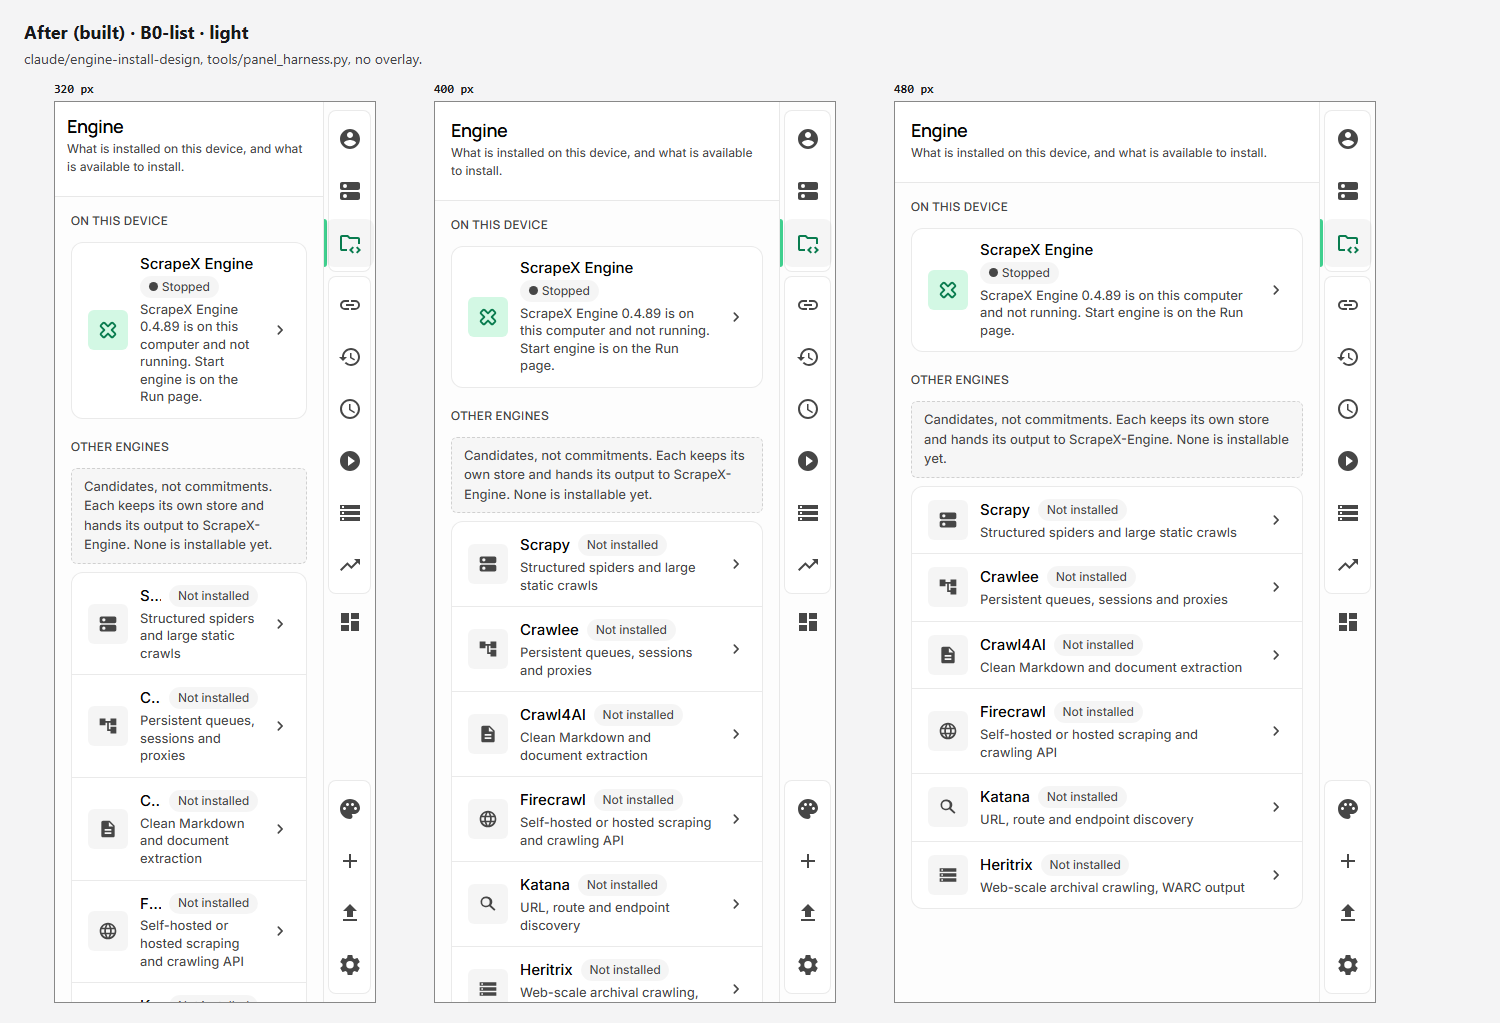 After (built) · B0-list · light
claude/engine-install-design, tools/panel_harness.py, no overlay.
320 px
Engine
What is installed on this device, and what
is available to install.
ON THIS DEVICE
ScrapeX Engine
Stopped
ScrapeX Engine
0.4.89 is on this
computer and not
running. Start
engine is on the
Run page.
OTHER ENGINES
Candidates, not commitments.
Each keeps its own store and
hands its output to ScrapeX-
Engine. None is installable yet.
S... Not installed
Structured spiders
and large static
crawls
C.. Not installed
Persistent queues,
sessions and
proxies
C.. Not installed
Clean Markdown
and document
extraction
F... Not installed
Self-hosted or
hosted scraping
and crawling API
400 px
Engine
What is installed on this device, and what is available
to install.
ON THIS DEVICE
ScrapeX Engine
Stopped
ScrapeX Engine 0.4.89 is on
this computer and not running.
Start engine is on the Run
page.
OTHER ENGINES
Candidates, not commitments. Each keeps its
own store and hands its output to ScrapeX-
Engine. None is installable yet.
Scrapy Not installed
Structured spiders and large
static crawls
Crawlee Not installed
Persistent queues, sessions
and proxies
Crawl4AI Not installed
Clean Markdown and
document extraction
Firecrawl Not installed
Self-hosted or hosted scraping
and crawling API
Katana Not installed
URL, route and endpoint
discovery
Heritrix Not installed
Web-scale archival crawling,
480 px
Engine
What is installed on this device, and what is available to install.
ON THIS DEVICE
ScrapeX Engine
Stopped
ScrapeX Engine 0.4.89 is on this computer
and not running. Start engine is on the Run
page.
OTHER ENGINES
Candidates, not commitments. Each keeps its own store
and hands its output to ScrapeX-Engine. None is installable
yet.
Scrapy Not installed
Structured spiders and large static crawls
Crawlee Not installed
Persistent queues, sessions and proxies
Crawl4AI Not installed
Clean Markdown and document extraction
Firecrawl Not installed
Self-hosted or hosted scraping and
crawling API
Katana Not installed
URL, route and endpoint discovery
Heritrix Not installed
Web-scale archival crawling, WARC output